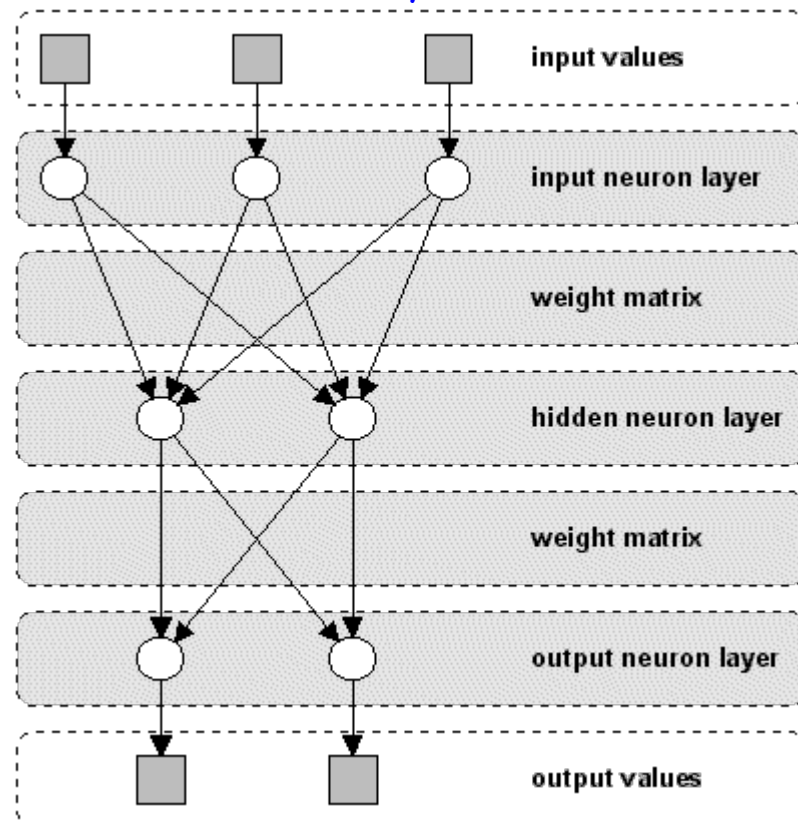 input values
input neuron layer
weight matrix
hidden neuron layer
weight matrix
output neuron layer
output values